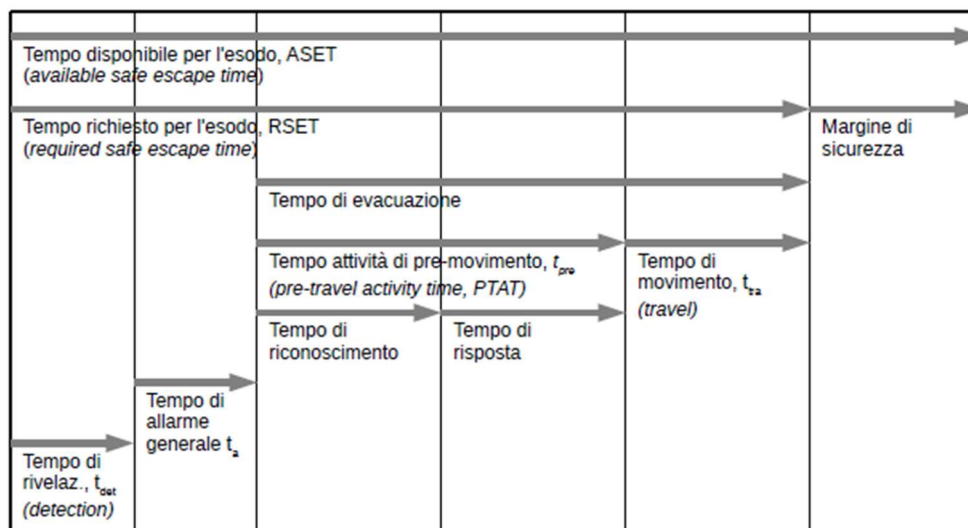 Tempo disponibile per l'esodo, ASET
(available safe escape time)
Tempo richiesto per l'esodo, RSET
(required safe escape time)
Margine di
sicurezza
Tempo di evacuazione
Tempo attività di pre-movimento, tpre
(pre-travel activity time, PTAT)
Tempo di
movimento, ttra
(travel)
Tempo di
riconoscimento
Tempo di
risposta
Tempo di
allarme
generale ta
Tempo di
rivelaz., tdet
(detection)